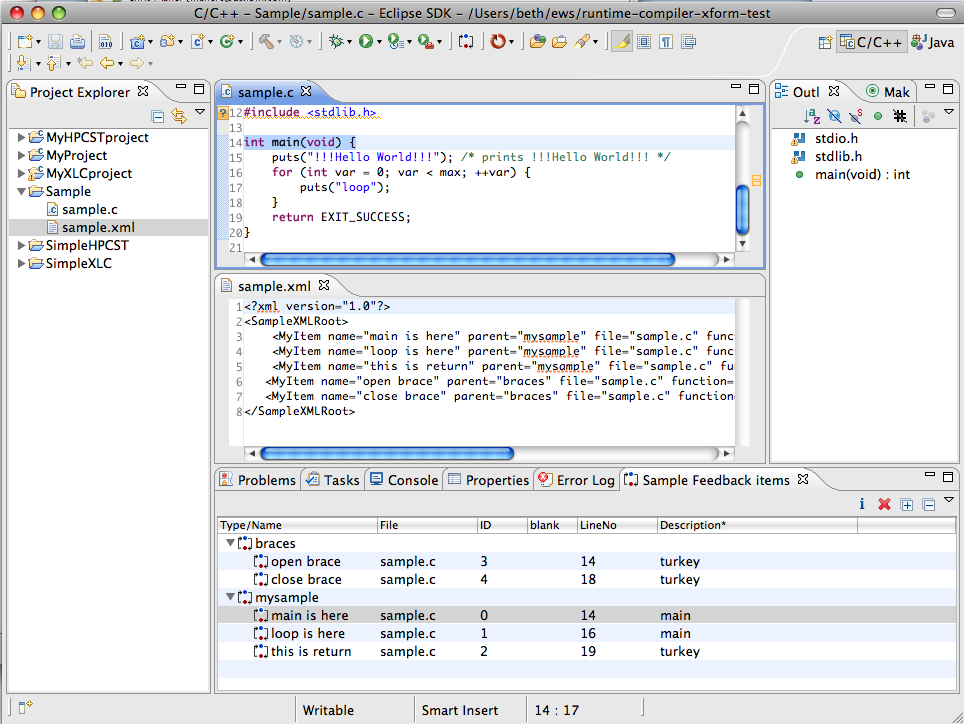 C/C++ - Sample/sample.c - Eclipse SDK - /Users/beth/ews/runtime-compiler-xform-test
C/C++
Java
Project Explorer
MyHPCSTproject
MyProject
MyXLCproject
Sample
sample.c
sample.xml
SimpleHPCST
SimpleXLC
sample.c
12 #include <stdlib.h>
13
14 int main(void) {
15 puts("!!!Hello World!!!"); /* prints !!!Hello World!!! */
16 for (int var = 0; var < max; ++var) {
17 puts("loop");
18 }
19 return EXIT_SUCCESS;
20 }
21
sample.xml
1 <?xml version="1.0"?>
2 <SampleXMLRoot>
3 <MyItem name="main is here" parent="mysample" file="sample.c" func
4 <MyItem name="loop is here" parent="mysample" file="sample.c" func
5 <MyItem name="this is return" parent="mysample" file="sample.c" fu
6 <MyItem name="open brace" parent="braces" file="sample.c" function=
7 <MyItem name="close brace" parent="braces" file="sample.c" function
8 </SampleXMLRoot>
Outl
Mak
stdio.h
stdlib.h
main(void) : int
Problems Tasks Console Properties Error Log Sample Feedback items
Type/Name File ID blank LineNo Description*
braces
open brace sample.c 3 14 turkey
close brace sample.c 4 18 turkey
mysample
main is here sample.c 0 14 main
loop is here sample.c 1 16 main
this is return sample.c 2 19 turkey
Writable Smart Insert 14 : 17